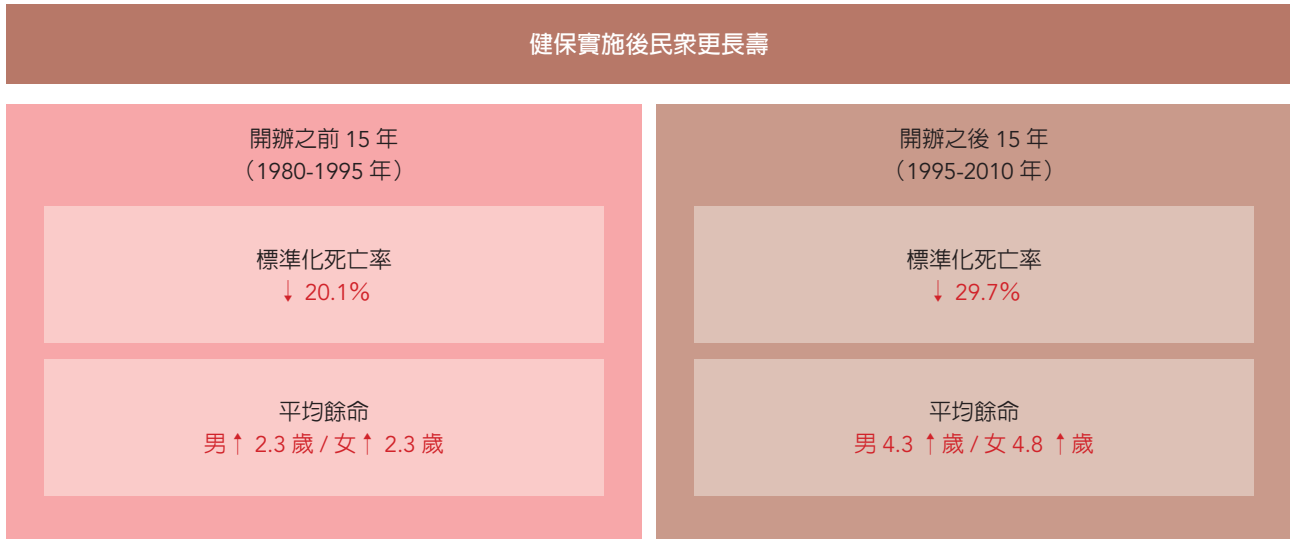 健保實施後民眾更長壽
開辦之前 15 年
（1980-1995 年）
標準化死亡率
↓ 20.1%
平均餘命
男↑ 2.3 歲 / 女↑ 2.3 歲
開辦之後 15 年
（1995-2010 年）
標準化死亡率
↓ 29.7%
平均餘命
男 4.3 ↑歲 / 女 4.8 ↑歲